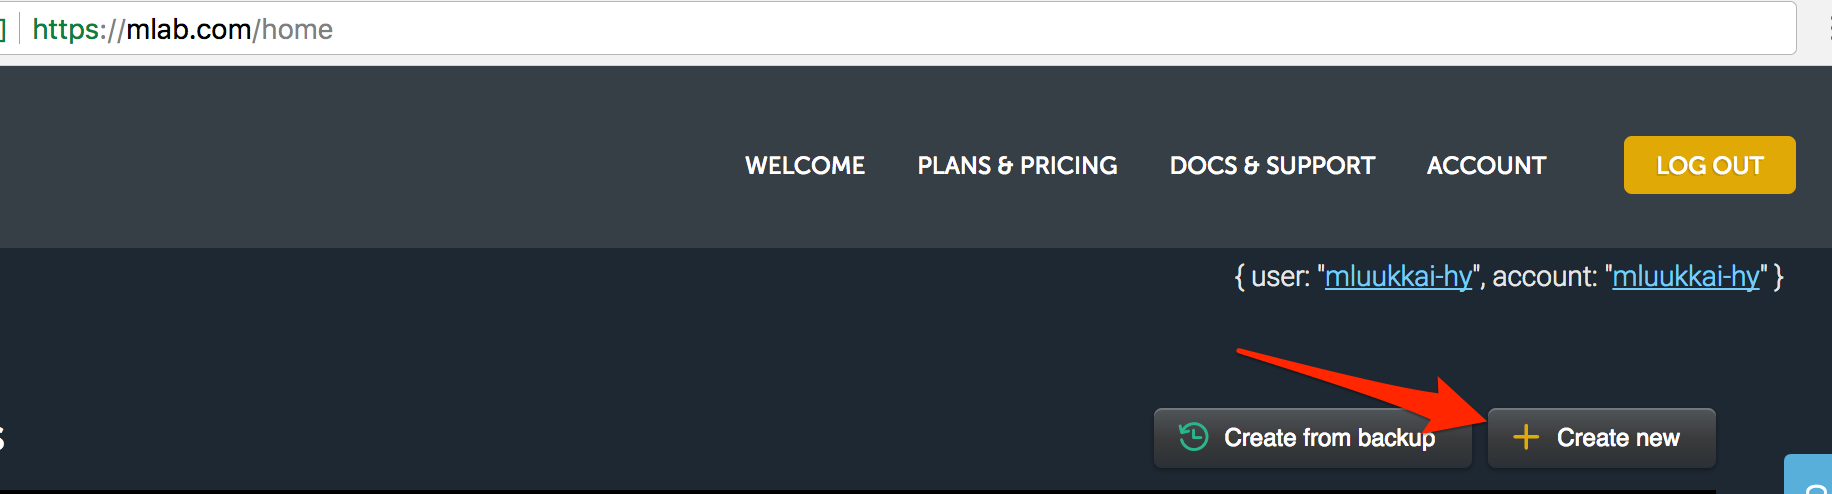 https://mlab.com/home
WELCOME PLANS & PRICING DOCS & SUPPORT ACCOUNT LOG OUT
{ user: "mluukkai-hy", account: "mluukkai-hy" }
Create from backup Create new